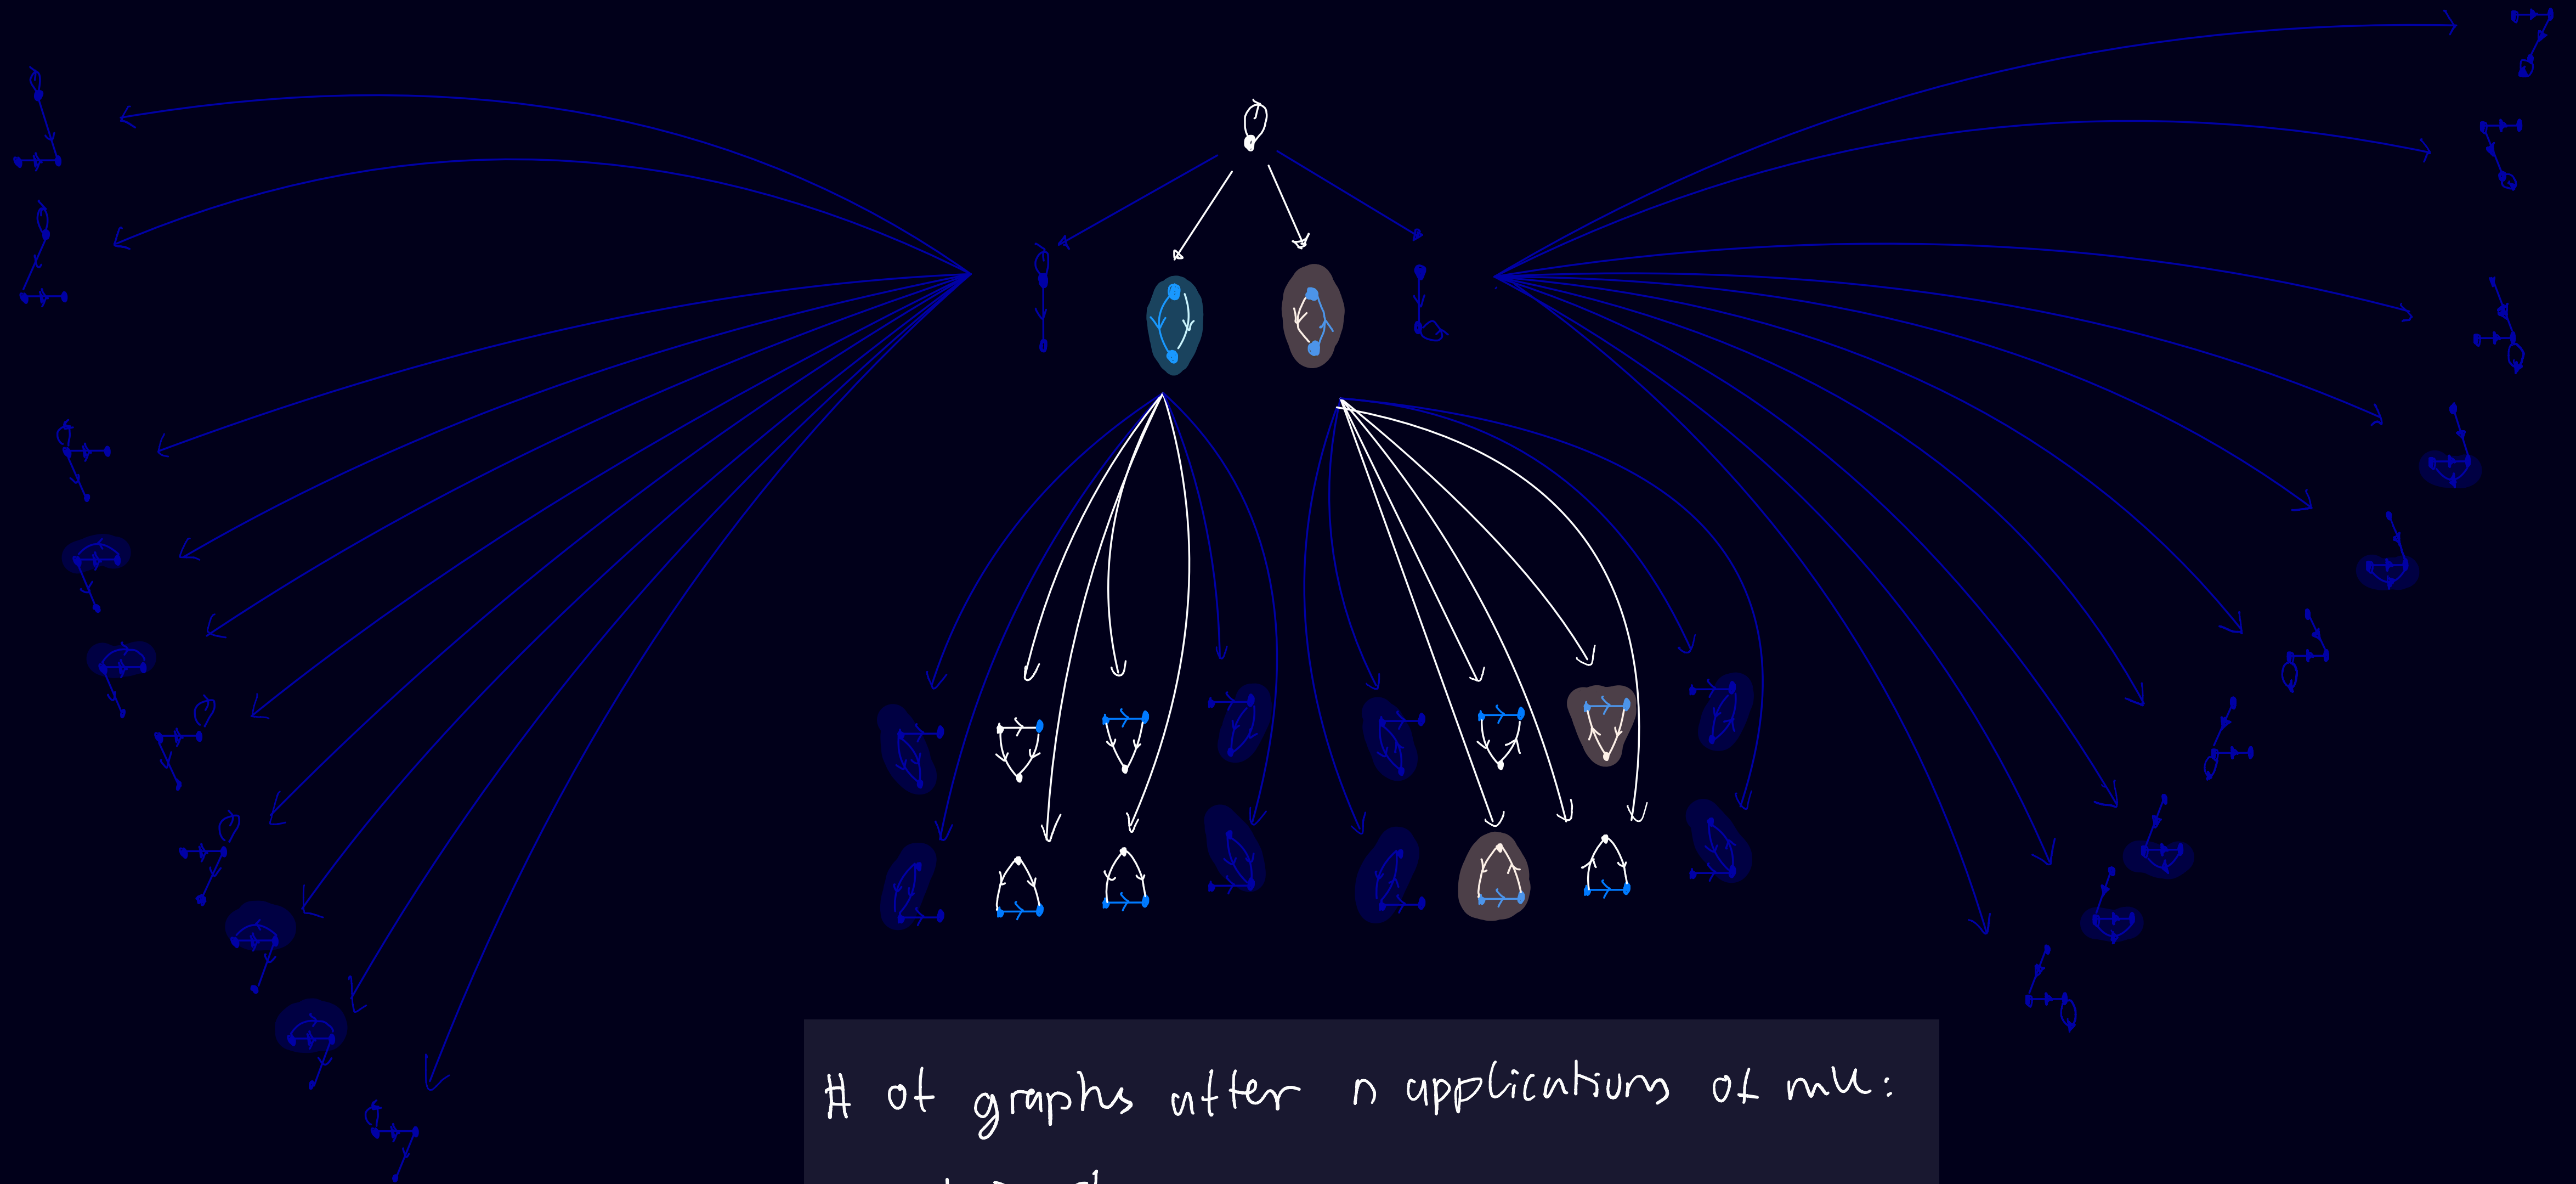 # of graphs after n applications of mu: